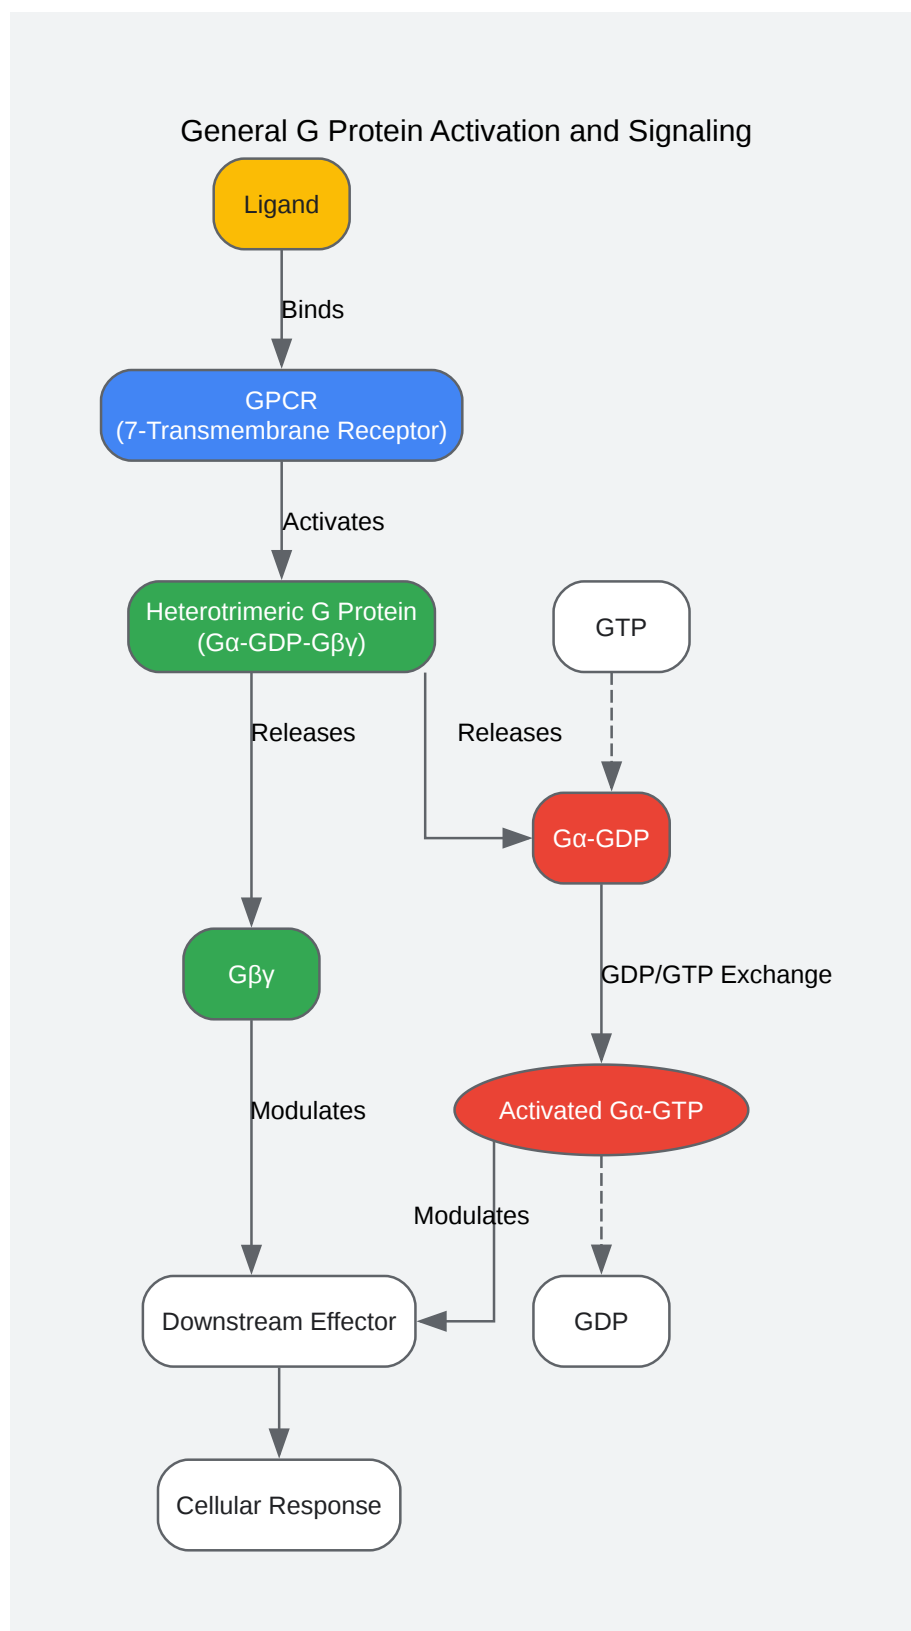 General G Protein Activation and Signaling
Ligand
Binds
GPCR
(7-Transmembrane Receptor)
Activates
Heterotrimeric G Protein
(Gα-GDP-Gβγ)
GTP
Releases
Releases
Gα-GDP
Gβγ
GDP/GTP Exchange
Modulates
Activated Gα-GTP
Modulates
Downstream Effector
GDP
Cellular Response